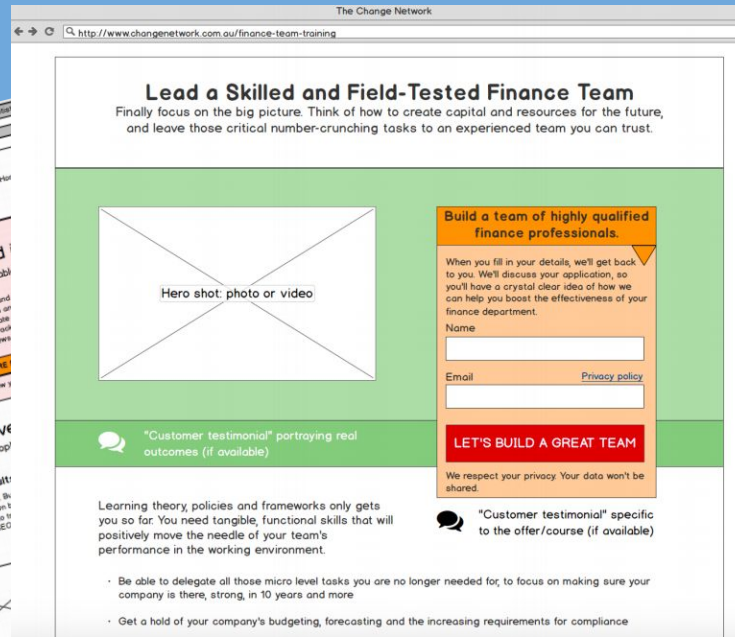 The Change Network
http://www.changenetwork.com.au/finance-team-training
Lead a Skilled and Field-Tested Finance Team
Finally focus on the big picture. Think of how to create capital and resources for the future,
and leave those critical number-crunching tasks to an experienced team you can trust.
Hero shot: photo or video
Build a team of highly qualified
finance professionals.
When you fill in your details, we'll get back
to you. We'll discuss your application, so
you'll have a crystal clear idea of how we
can help you boost the effectiveness of your
finance department.
Name
Email
Privacy policy
LET'S BUILD A GREAT TEAM
We respect your privacy. Your data won't be
shared.
"Customer testimonial" portraying real
outcomes (if available)
"Customer testimonial" specific
to the offer/course (if available)
Learning theory, policies and frameworks only gets
you so far. You need tangible, functional skills that will
positively move the needle of your team's
performance in the working environment.
· Be able to delegate all those micro level tasks you are no longer needed for, to focus on making sure your
company is there, strong, in 10 years and more
· Get a hold of your company's budgeting, forecasting and the increasing requirements for compliance